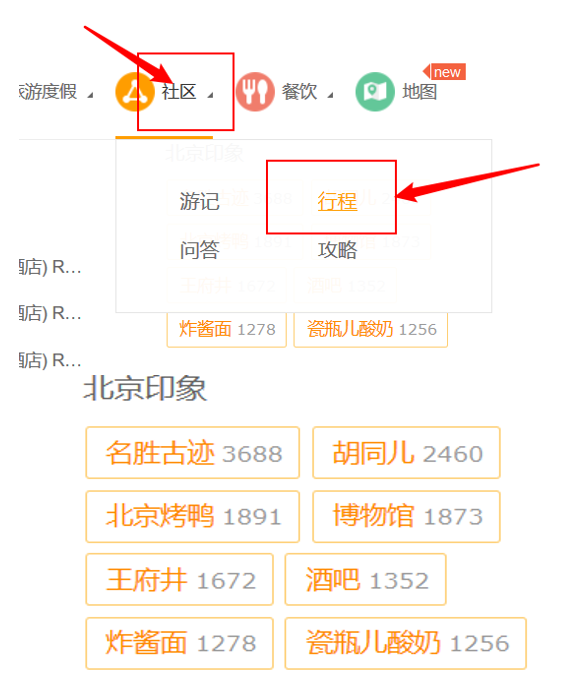 new
旅游度假 社区 餐饮 地图
北京印象
游记 行程
问答 攻略
王府井 1672 酒吧 1352
酒店) R...
酒店) R...
炸酱面 1278 瓷瓶儿酸奶 1256
酒店) R...
北京印象
名胜古迹 3688 胡同儿 2460
北京烤鸭 1891 博物馆 1873
王府井 1672 酒吧 1352
炸酱面 1278 瓷瓶儿酸奶 1256